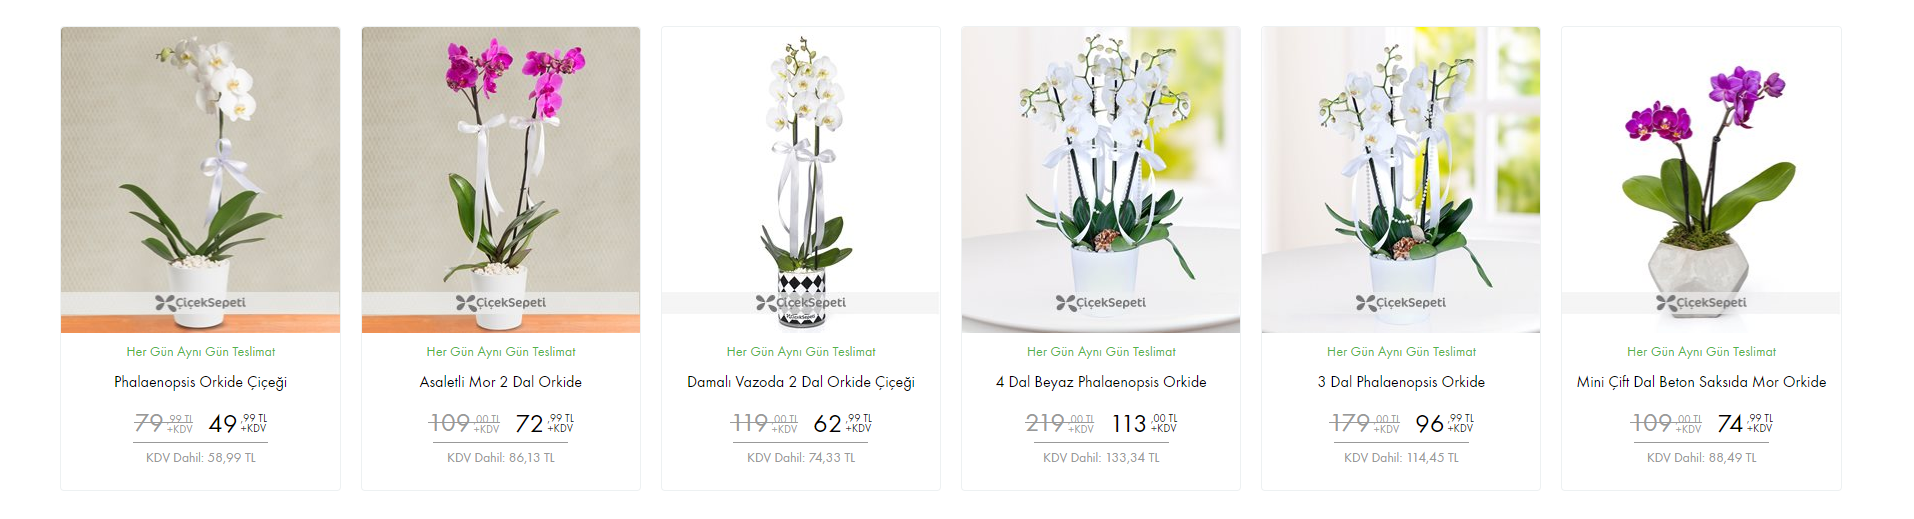 ÇiçekSepeti
Her Gün Aynı Gün Teslimat
Phalaenopsis Orkide Çiçeği
79,99 TL +KDV 49,99 TL +KDV
KDV Dahil: 58,99 TL
ÇiçekSepeti
Her Gün Aynı Gün Teslimat
Asaletli Mor 2 Dal Orkide
109,00 TL +KDV 72,99 TL +KDV
KDV Dahil: 86,13 TL
ÇiçekSepeti
ÇiçekSepeti
Her Gün Aynı Gün Teslimat
Damalı Vazoda 2 Dal Orkide Çiçeği
119,00 TL +KDV 62,99 TL +KDV
KDV Dahil: 74,33 TL
ÇiçekSepeti
Her Gün Aynı Gün Teslimat
4 Dal Beyaz Phalaenopsis Orkide
219,00 TL +KDV 113,00 TL +KDV
KDV Dahil: 133,34 TL
ÇiçekSepeti
Her Gün Aynı Gün Teslimat
3 Dal Phalaenopsis Orkide
179,00 TL +KDV 96,99 TL +KDV
KDV Dahil: 114,45 TL
ÇiçekSepeti
Her Gün Aynı Gün Teslimat
Mini Çift Dal Beton Saksıda Mor Orkide
109,00 TL +KDV 74,99 TL +KDV
KDV Dahil: 88,49 TL